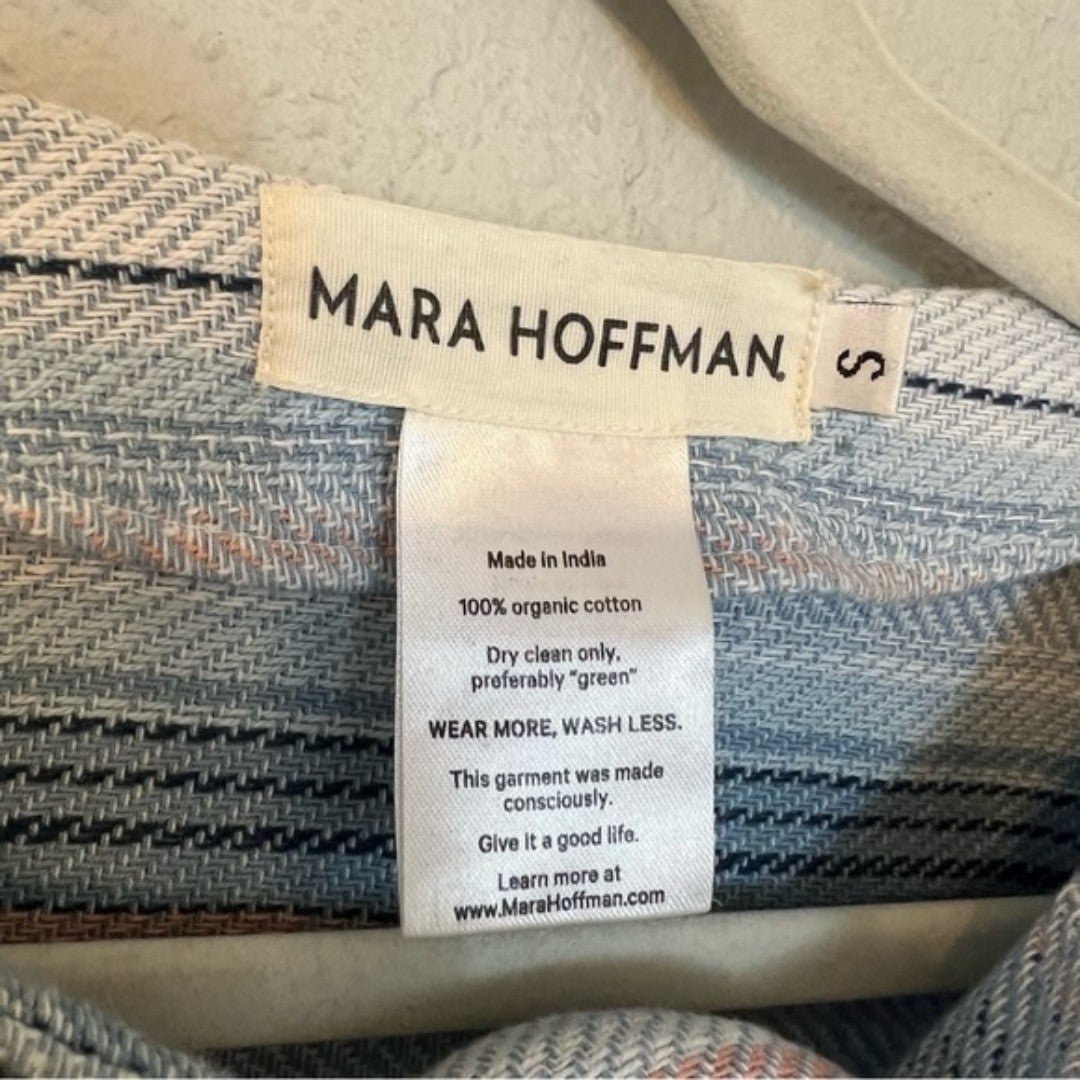 MARA HOFFMAN.
S
Made in India
100% organic cotton
Dry clean only,
preferably "green"
WEAR MORE, WASH LESS.
This garment was made
consciously.
Give it a good life.
Learn more at
www.MaraHoffman.com